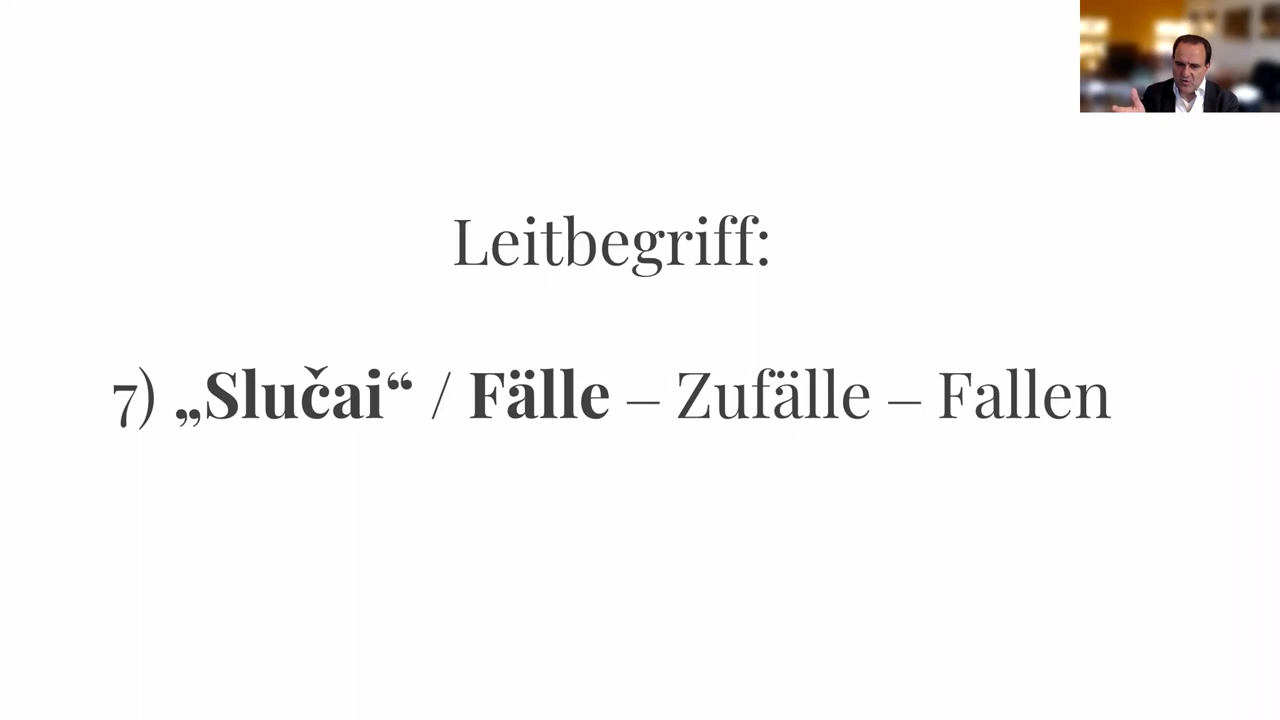 Leitbegriff:
7) „Slučai“ / Fälle – Zufälle – Fallen